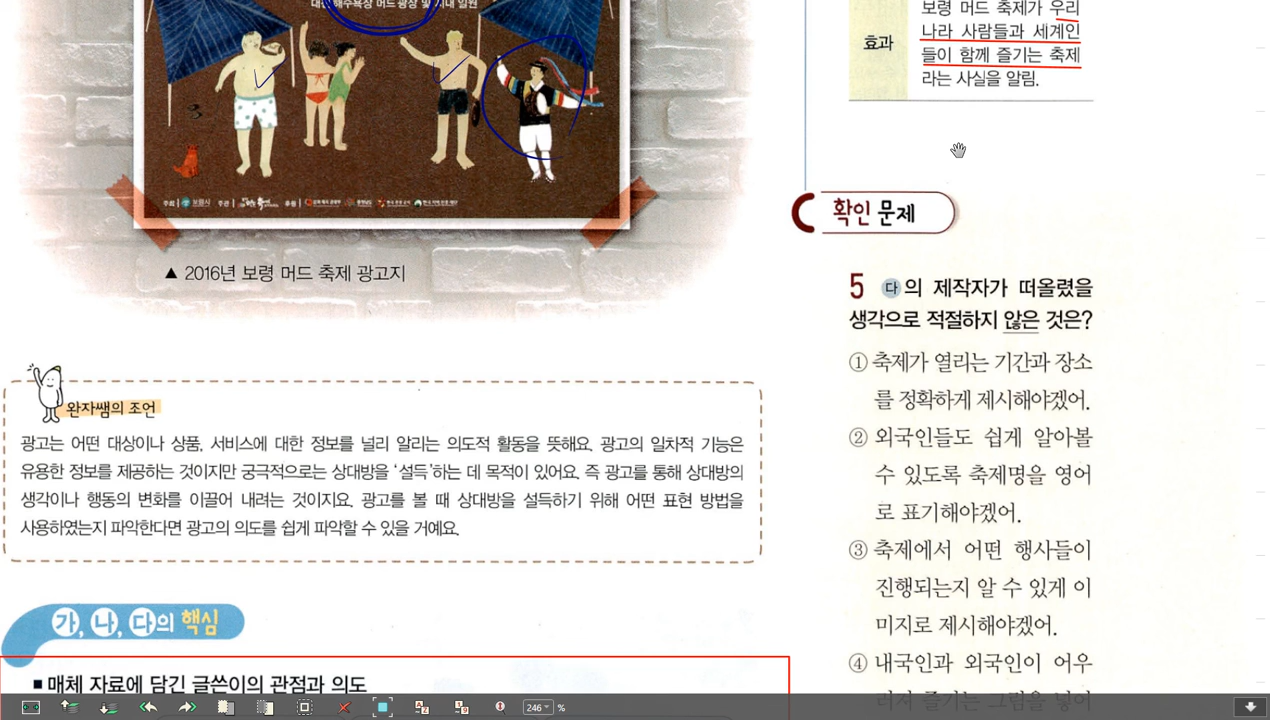 보령 머드 축제가 우리
나라 사람들과 세계인
들이 함께 즐기는 축제
라는 사실을 알림.
효과
▲ 2016년 보령 머드 축제 광고지
완자쌤의 조언
광고는 어떤 대상이나 상품, 서비스에 대한 정보를 널리 알리는 의도적 활동을 뜻해요. 광고의 일차적 기능은
유용한 정보를 제공하는 것이지만 궁극적으로는 상대방을 ‘설득’하는 데 목적이 있어요. 즉 광고를 통해 상대방의
생각이나 행동의 변화를 이끌어 내려는 것이지요. 광고를 볼 때 상대방을 설득하기 위해 어떤 표현 방법을
사용하였는지 파악한다면 광고의 의도를 쉽게 파악할 수 있을 거예요.
가, 나, 다의 핵심
■ 매체 자료에 담긴 글쓴이의 관점과 의도
확인 문제
5 다의 제작자가 떠올렸을
생각으로 적절하지 않은 것은?
① 축제가 열리는 기간과 장소
를 정확하게 제시해야겠어.
② 외국인들도 쉽게 알아볼
수 있도록 축제명을 영어
로 표기해야겠어.
③ 축제에서 어떤 행사들이
진행되는지 알 수 있게 이
미지로 제시해야겠어.
④ 내국인과 외국인이 어우
러져 즐기는 그림을 넣어
246 %